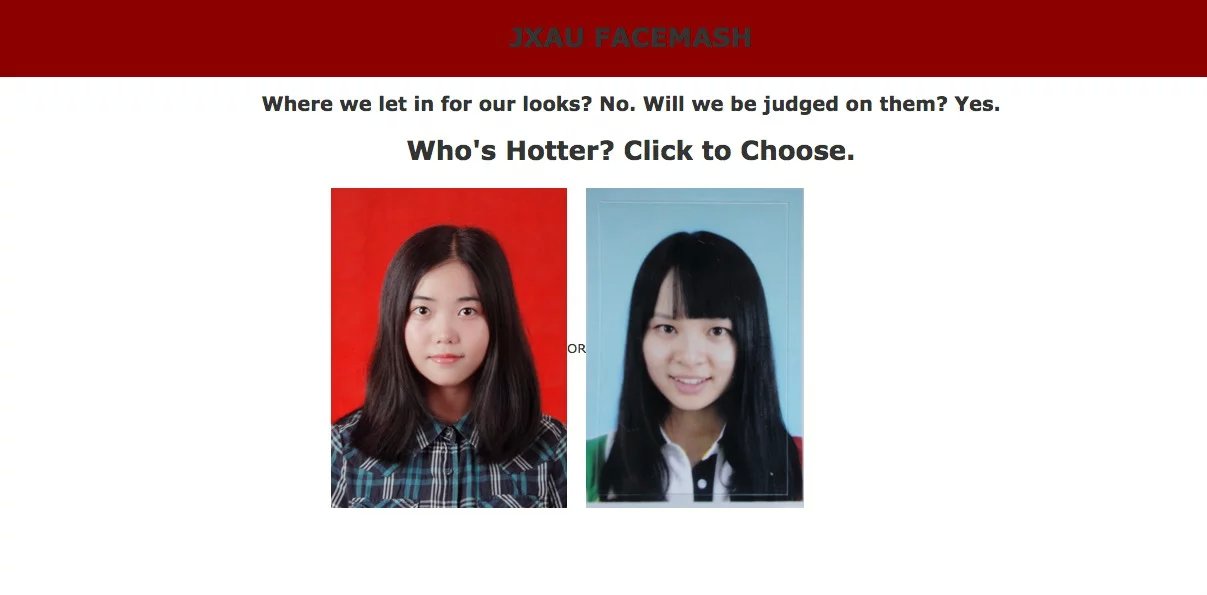 JXAU FACEMASH
Where we let in for our looks? No. Will we be judged on them? Yes.
Who's Hotter? Click to Choose.
OR